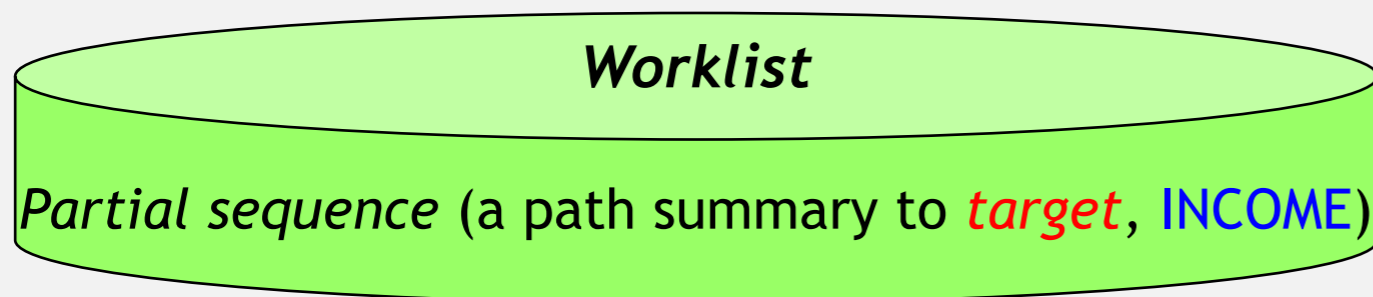 Worklist
Partial sequence (a path summary to target, INCOME)